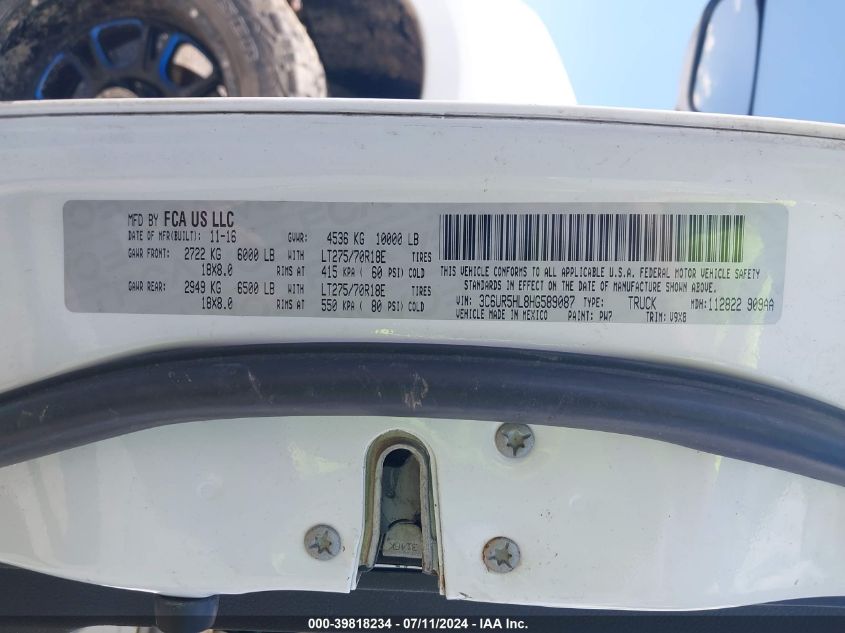 MFD BY FCA US LLC
DATE OF MFR(BUILT): 11-16 GVWR: 4536 KG 10000 LB
GAWR FRONT: 2722 KG 6000 LB WITH LT275/70R18E TIRES
18X8.0 RIMS AT 415 KPA ( 60 PSI) COLD
GAWR REAR: 2949 KG 6500 LB WITH LT275/70R18E TIRES
18X8.0 RIMS AT 550 KPA ( 80 PSI) COLD
THIS VEHICLE CONFORMS TO ALL APPLICABLE U.S.A. FEDERAL MOTOR VEHICLE SAFETY
STANDARDS IN EFFECT ON THE DATE OF MANUFACTURE SHOWN ABOVE.
VIN: 3C6UR5HL8HG589087 TYPE: TRUCK MDH: 112822 909AA
VEHICLE MADE IN MEXICO PAINT: PW7 TRIM: V9X8
000-39818234 - 07/11/2024 - IAA Inc.